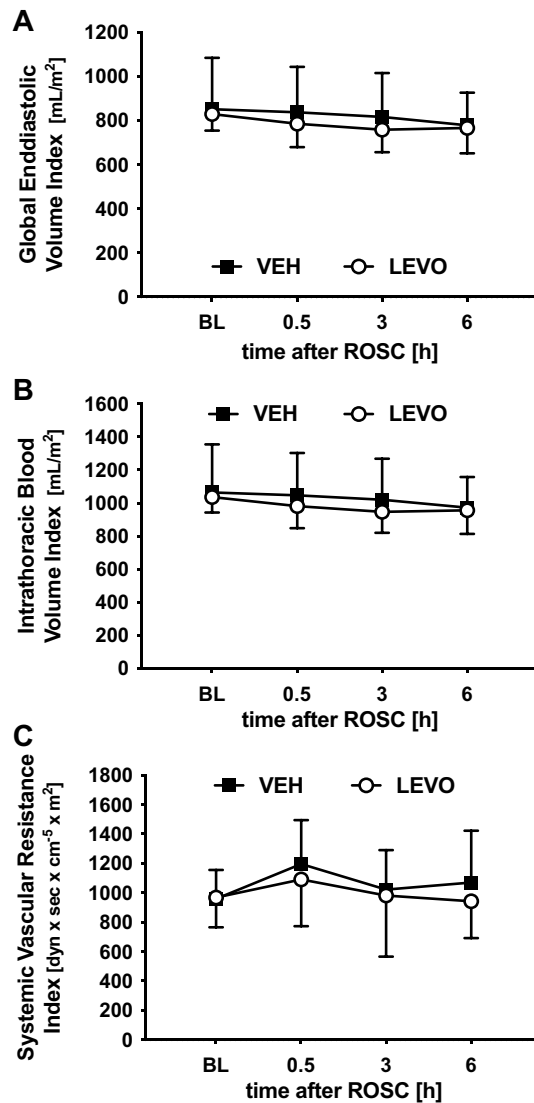 A
Global Enddiastolic
Volume Index [mL/m²]
1200
1000
800
600
400
200
0
VEH
LEVO
BL
0.5
3
6
time after ROSC [h]
B
Intrathoracic Blood
Volume Index [mL/m²]
1600
1400
1200
1000
800
600
400
200
0
VEH
LEVO
BL
0.5
3
6
time after ROSC [h]
C
Systemic Vascular Resistance
Index [dyn x sec x cm⁻⁵ x m²]
1800
1600
1400
1200
1000
800
600
400
200
0
VEH
LEVO
BL
0.5
3
6
time after ROSC [h]